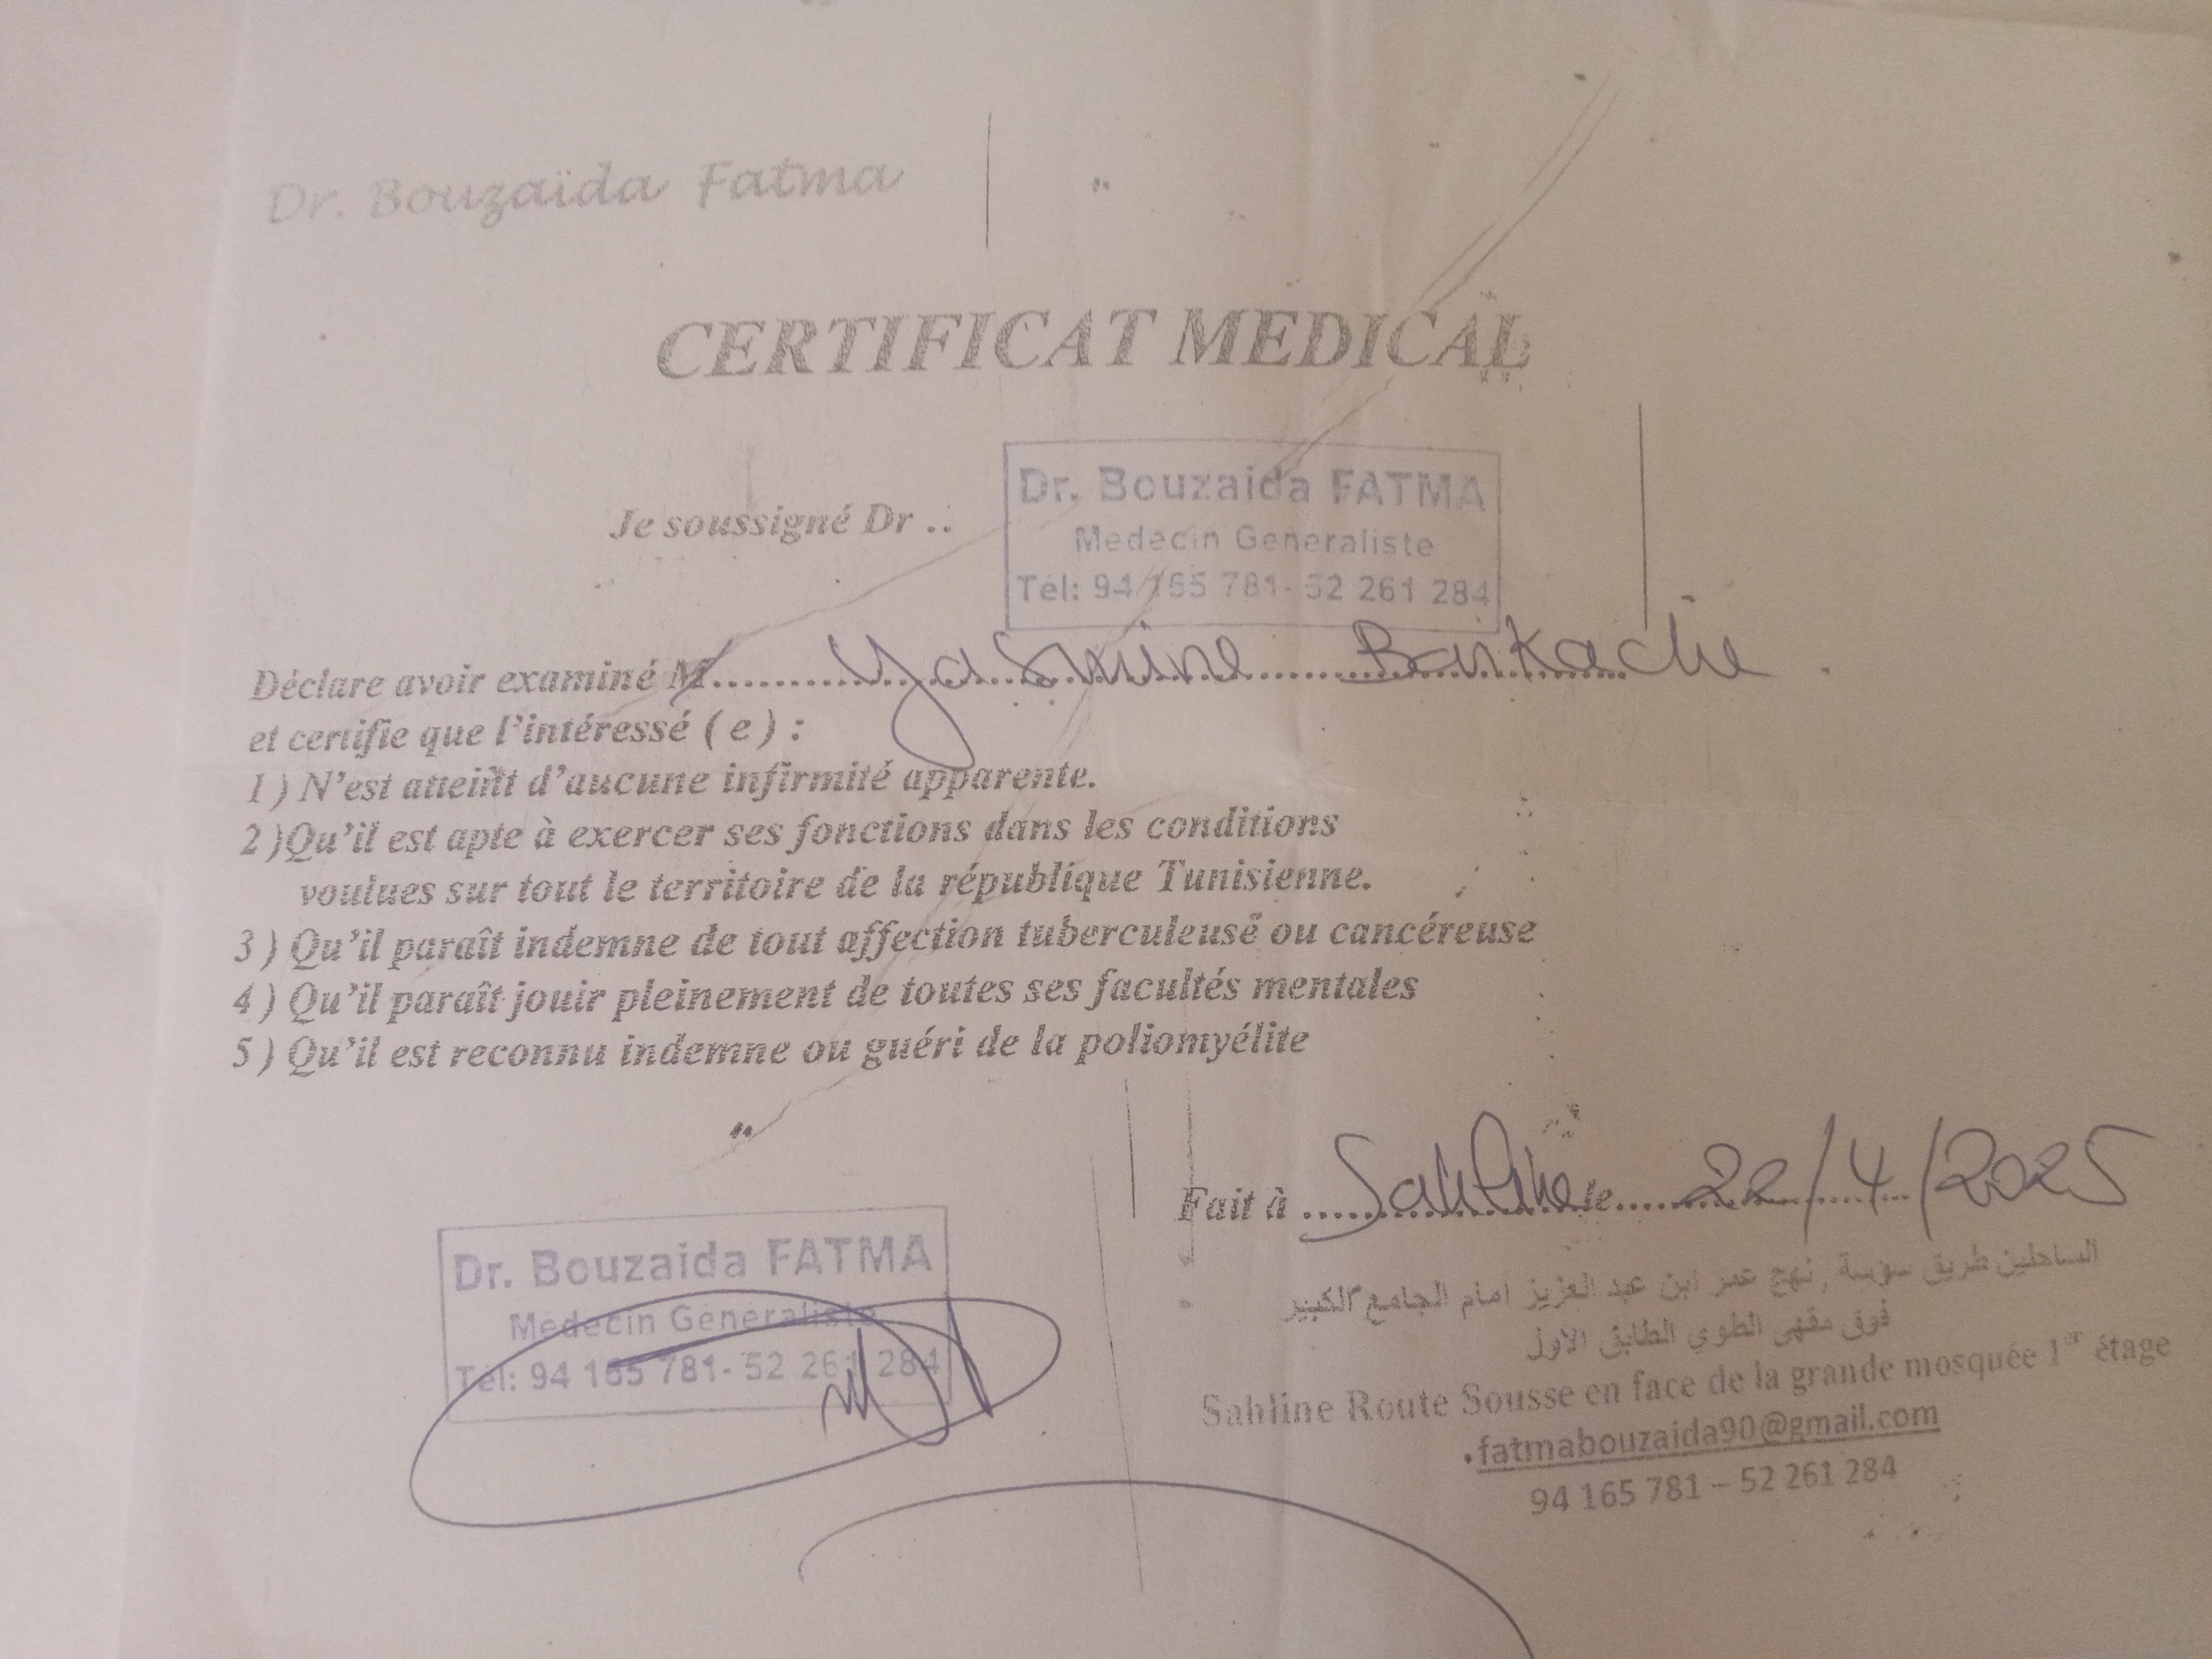 Dr. Bouzaïda Fatma
CERTIFICAT MEDICAL
Je soussigné Dr ..
Dr. Bouzaida FATMA
Medecin Generaliste
Tél: 94 165 781- 52 261 284
Déclare avoir examiné M.......... Yasmine ........ Barkache .
et certifie que l'intéressé ( e ) :
1 ) N'est atteint d'aucune infirmité apparente.
2 )Qu'il est apte à exercer ses fonctions dans les conditions
voulues sur tout le territoire de la république Tunisienne.
3 ) Qu'il paraît indemne de tout affection tuberculeuse ou cancéreuse
4 ) Qu'il paraît jouir pleinement de toutes ses facultés mentales
5 ) Qu'il est reconnu indemne ou guéri de la poliomyélite
Fait à ..... Sahline le ..... 22/4/2025
Dr. Bouzaida FATMA
Medecin Generaliste
Tél: 94 165 781- 52 261 284
الساحلين طريق سوسة , نهج عمر ابن عبد العزيز امام الجامع الكبير
فوق مقهى الطوي الطابق الاول
Sahline Route Sousse en face de la grande mosquée 1er étage
.fatmabouzaida90@gmail.com
94 165 781 – 52 261 284